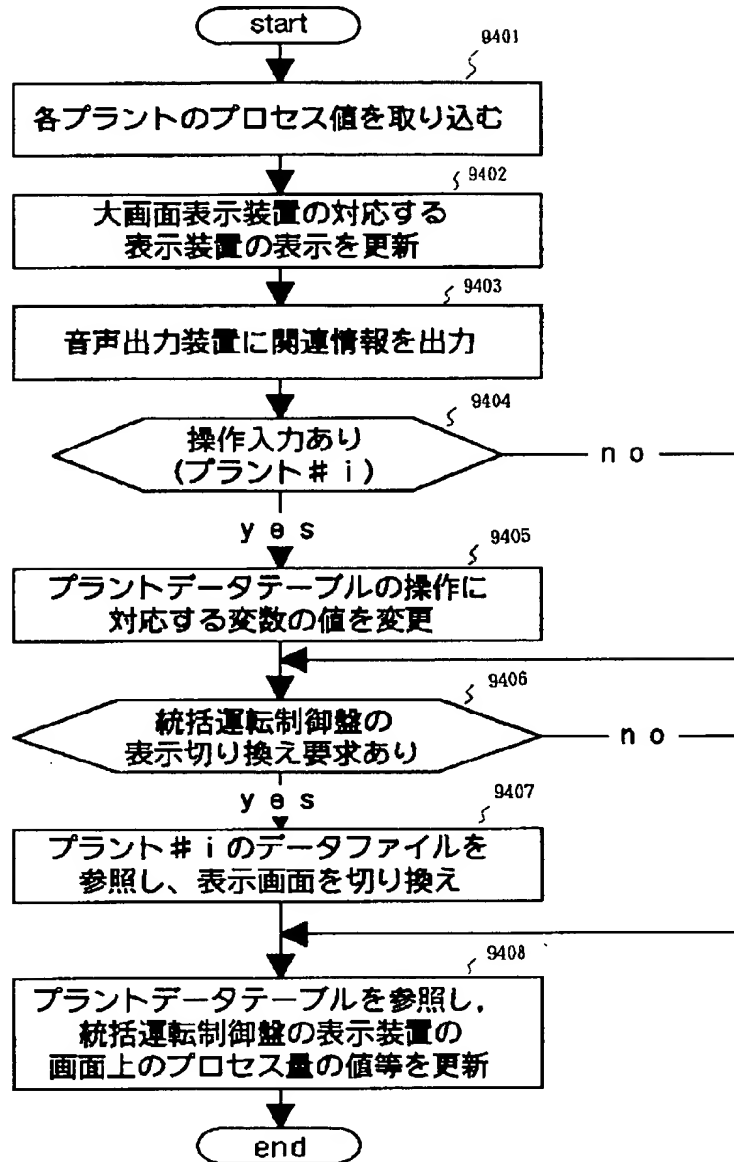 start
9401
各プラントのプロセス値を取り込む
9402
大画面表示装置の対応する
表示装置の表示を更新
9403
音声出力装置に関連情報を出力
9404
操作入力あり
(プラント#i)
no
yes
9405
プラントデータテーブルの操作に
対応する変数の値を変更
9406
統括運転制御盤の
表示切り換え要求あり
no
yes
9407
プラント#iのデータファイルを
参照し、表示画面を切り換え
9408
プラントデータテーブルを参照し,
統括運転制御盤の表示装置の
画面上のプロセス量の値等を更新
end